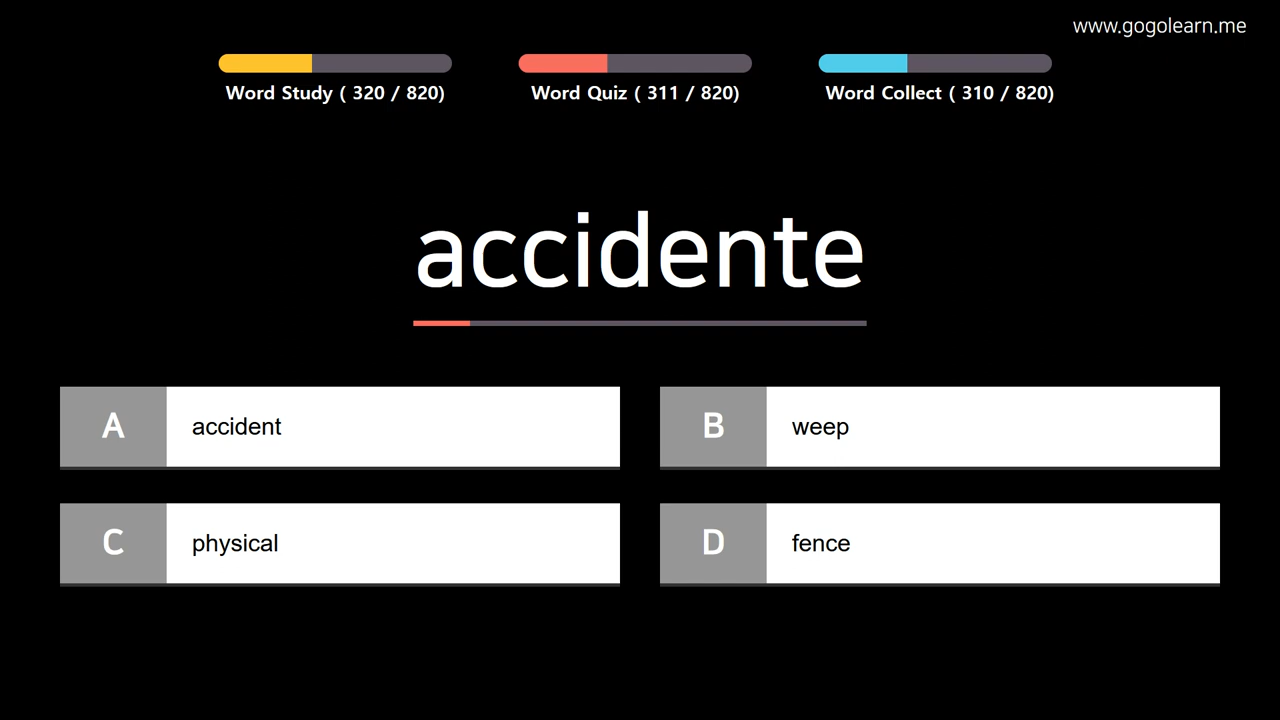 www.gogolearn.me
Word Study ( 320 / 820)
Word Quiz ( 311 / 820)
Word Collect ( 310 / 820)
accidente
A accident
B weep
C physical
D fence